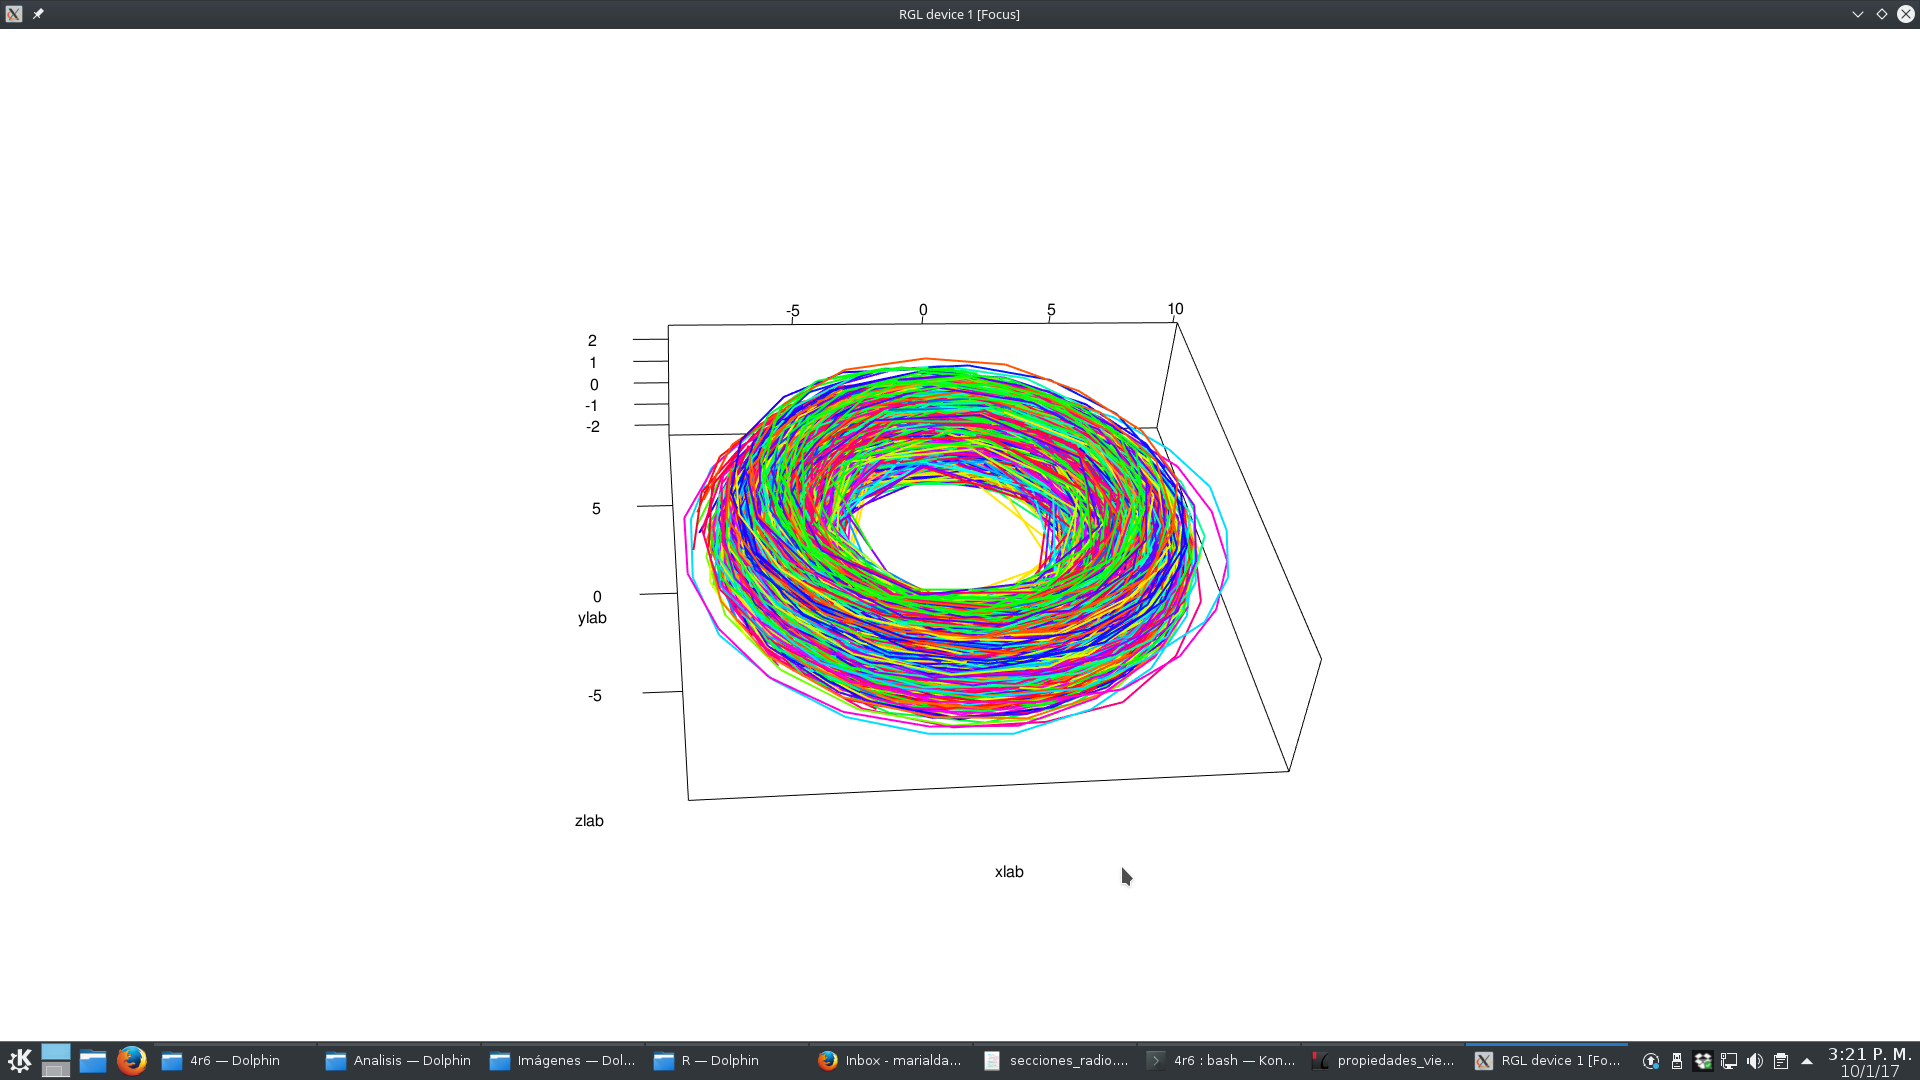 RGL device 1 [Focus]
-5 0 5 10
2
1
0
-1
-2
5
0
ylab
-5
zlab
xlab
4r6 — Dolphin
Analisis — Dolphin
Imágenes — Dol...
R — Dolphin
Inbox - marialda...
secciones_radio....
4r6 : bash — Kon...
propiedades_vie...
RGL device 1 [Fo...
3:21 P. M.
10/1/17